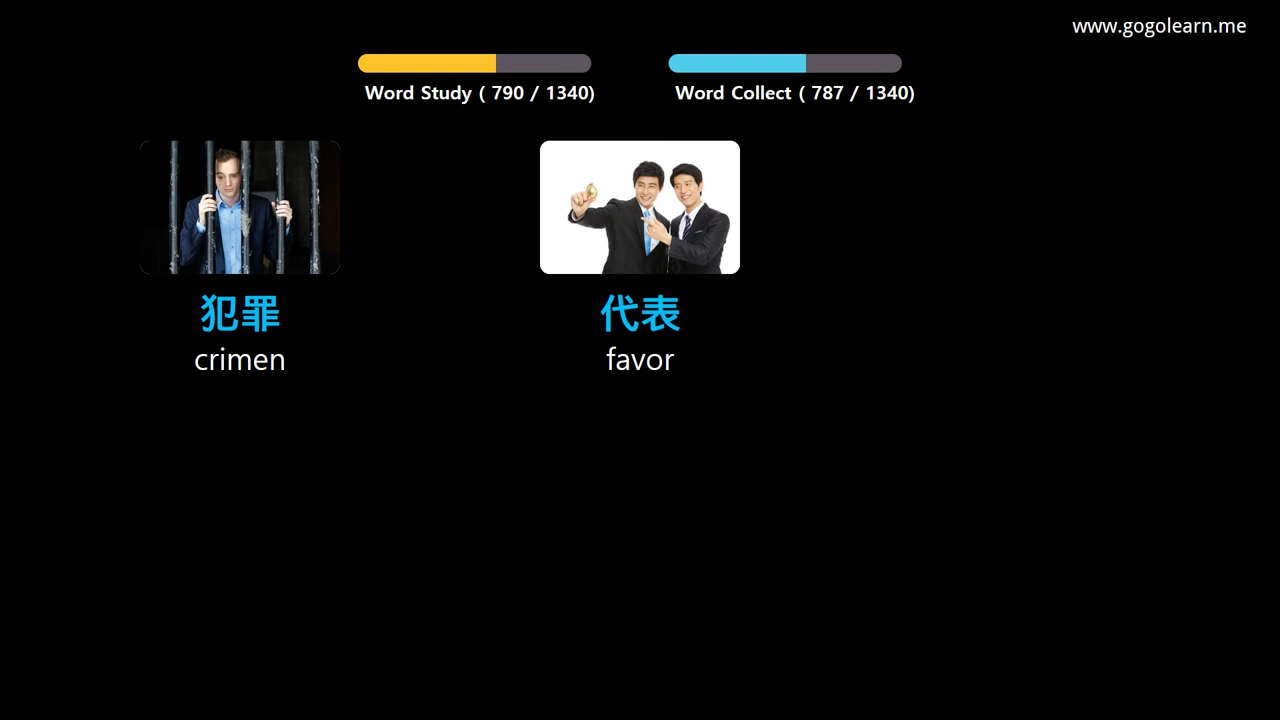 www.gogolearn.me
Word Study ( 790 / 1340)
Word Collect ( 787 / 1340)
犯罪
crimen
代表
favor